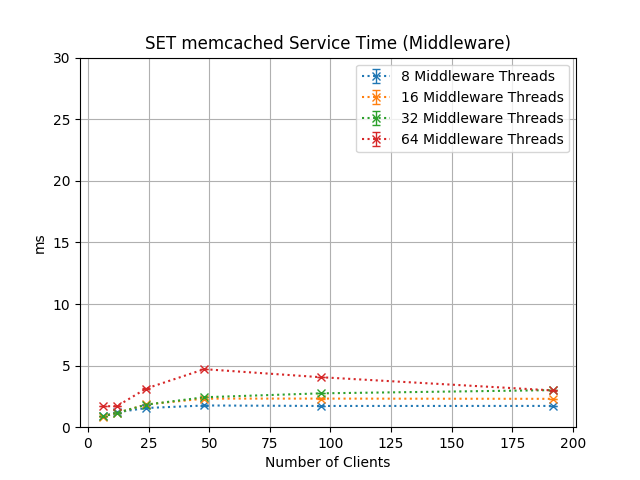 SET memcached Service Time (Middleware)
30
25
20
15
10
5
0
ms
8 Middleware Threads
16 Middleware Threads
32 Middleware Threads
64 Middleware Threads
0 25 50 75 100 125 150 175 200
Number of Clients